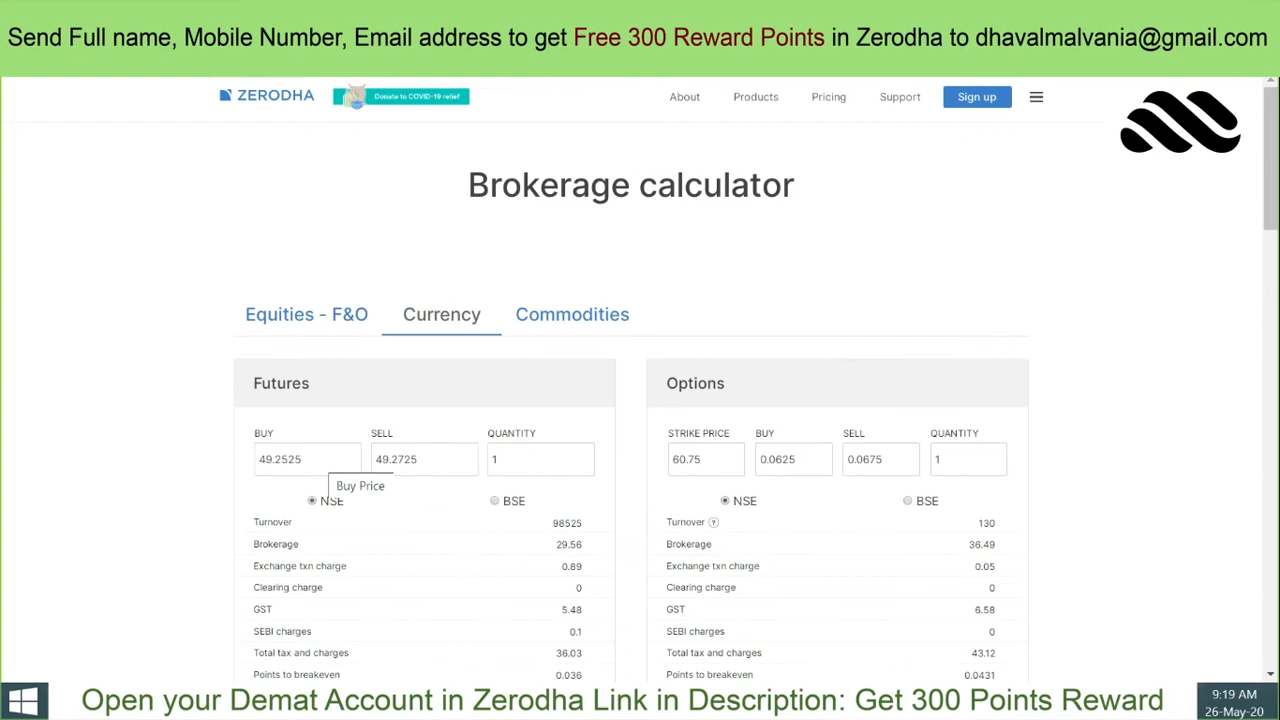 Send Full name, Mobile Number, Email address to get Free 300 Reward Points in Zerodha to dhavalmalvania@gmail.com
ZERODHA Donate to COVID-19 relief About Products Pricing Support Sign up
Brokerage calculator
Equities - F&O Currency Commodities
Futures
BUY SELL QUANTITY
49.2525 49.2725 1
Buy Price
NSE BSE
Turnover 98525
Brokerage 29.56
Exchange txn charge 0.89
Clearing charge 0
GST 5.48
SEBI charges 0.1
Total tax and charges 36.03
Points to breakeven 0.036
Options
STRIKE PRICE BUY SELL QUANTITY
60.75 0.0625 0.0675 1
NSE BSE
Turnover ? 130
Brokerage 36.49
Exchange txn charge 0.05
Clearing charge 0
GST 6.58
SEBI charges 0
Total tax and charges 43.12
Points to breakeven 0.0431
Open your Demat Account in Zerodha Link in Description: Get 300 Points Reward
9:19 AM
26-May-20